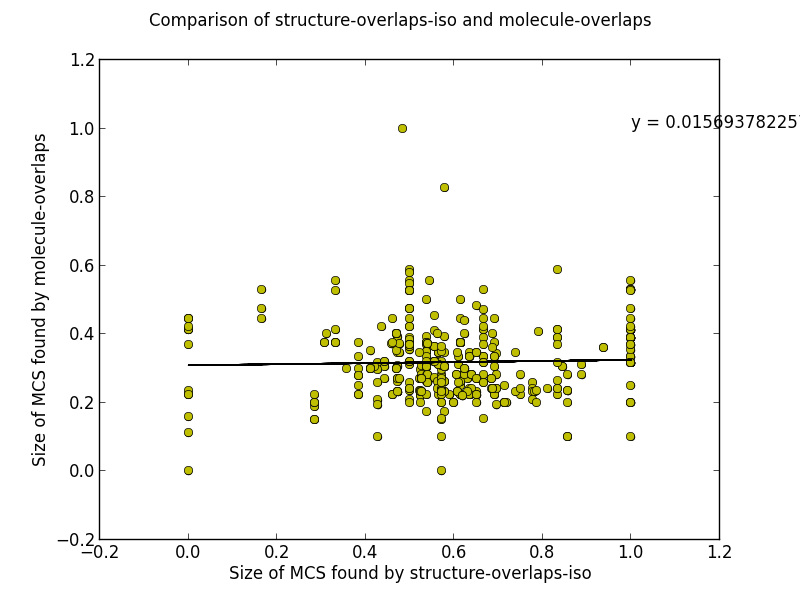 Comparison of structure-overlaps-iso and molecule-overlaps
1.2
1.0
0.8
0.6
0.4
0.2
0.0
−0.2
Size of MCS found by molecule-overlaps
y = 0.01569378225
−0.2 0.0 0.2 0.4 0.6 0.8 1.0 1.2
Size of MCS found by structure-overlaps-iso